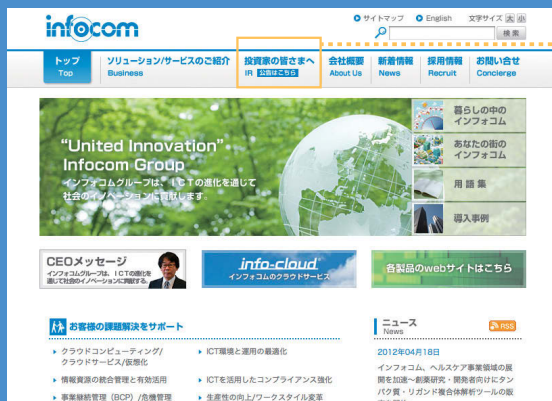 infocom
サイトマップ English 文字サイズ 大 小
検索
トップ ソリューション/サービスのご紹介 投資家の皆さまへ 会社概要 新着情報 採用情報 お問い合せ
Top Business IR 公告はこちら About Us News Recruit Concierge
“United Innovation”
Infocom Group
インフォコムグループは、ICTの進化を通じて
社会のイノベーションに貢献します。
暮らしの中の
インフォコム
あなたの街の
インフォコム
用語集
導入事例
CEOメッセージ
インフォコムグループは、ICTの進化を
通じて社会のイノベーションに貢献する。
info-cloud
インフォコムのクラウドサービス
各製品のwebサイトはこちら
お客様の課題解決をサポート
クラウドコンピューティング/
クラウドサービス/仮想化
情報資源の統合管理と有効活用
事業継続管理（BCP）/危機管理
ICT環境と運用の最適化
ICTを活用したコンプライアンス強化
生産性の向上/ワークスタイル変革
ニュース
News
RSS
2012年04月18日
インフォコム、ヘルスケア事業領域の展
開を加速〜創薬研究・開発者向けにタン
パク質・リガンド複合体解析ツールの販